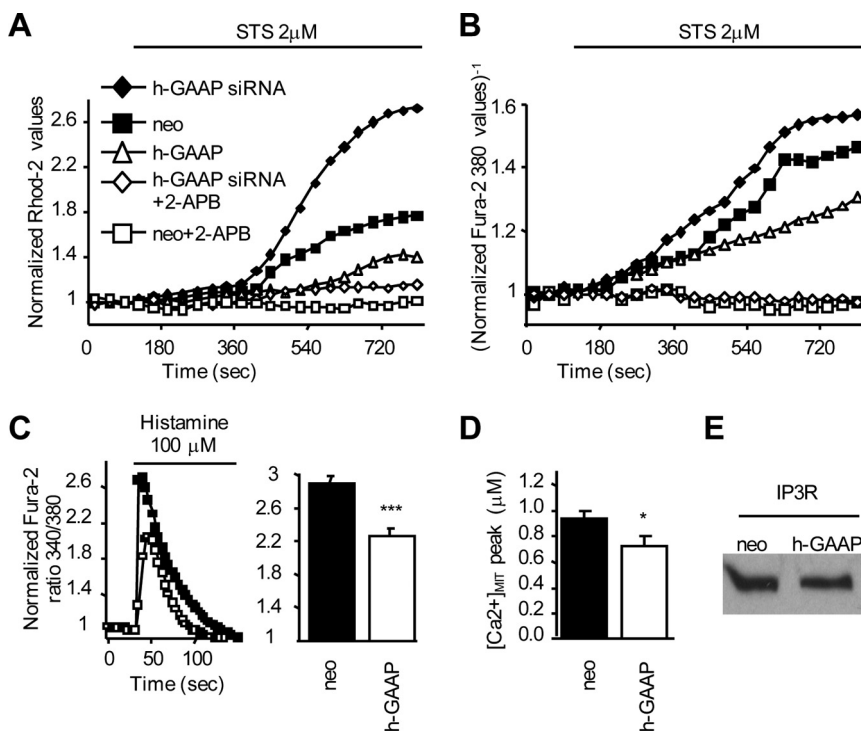 A
STS 2μM
h-GAAP siRNA
neo
h-GAAP
h-GAAP siRNA
+2-APB
neo+2-APB
Normalized Rhod-2 values
2.6
2.2
1.8
1.4
1
0 180 360 540 720
Time (sec)
B
STS 2μM
(Normalized Fura-2 380 values)⁻¹
1.6
1.4
1.2
1
0 180 360 540 720
Time (sec)
C
Histamine
100 μM
Normalized Fura-2
ratio 340/380
2.6
2.2
1.8
1.4
1
0 50 100
Time (sec)
3
2.6
2.2
1.8
1.4
1
***
neo
h-GAAP
D
[Ca2+]MIT peak (μM)
1.2
1.0
0.8
0.6
0.4
0.2
0.0
*
neo
h-GAAP
E
IP3R
neo h-GAAP